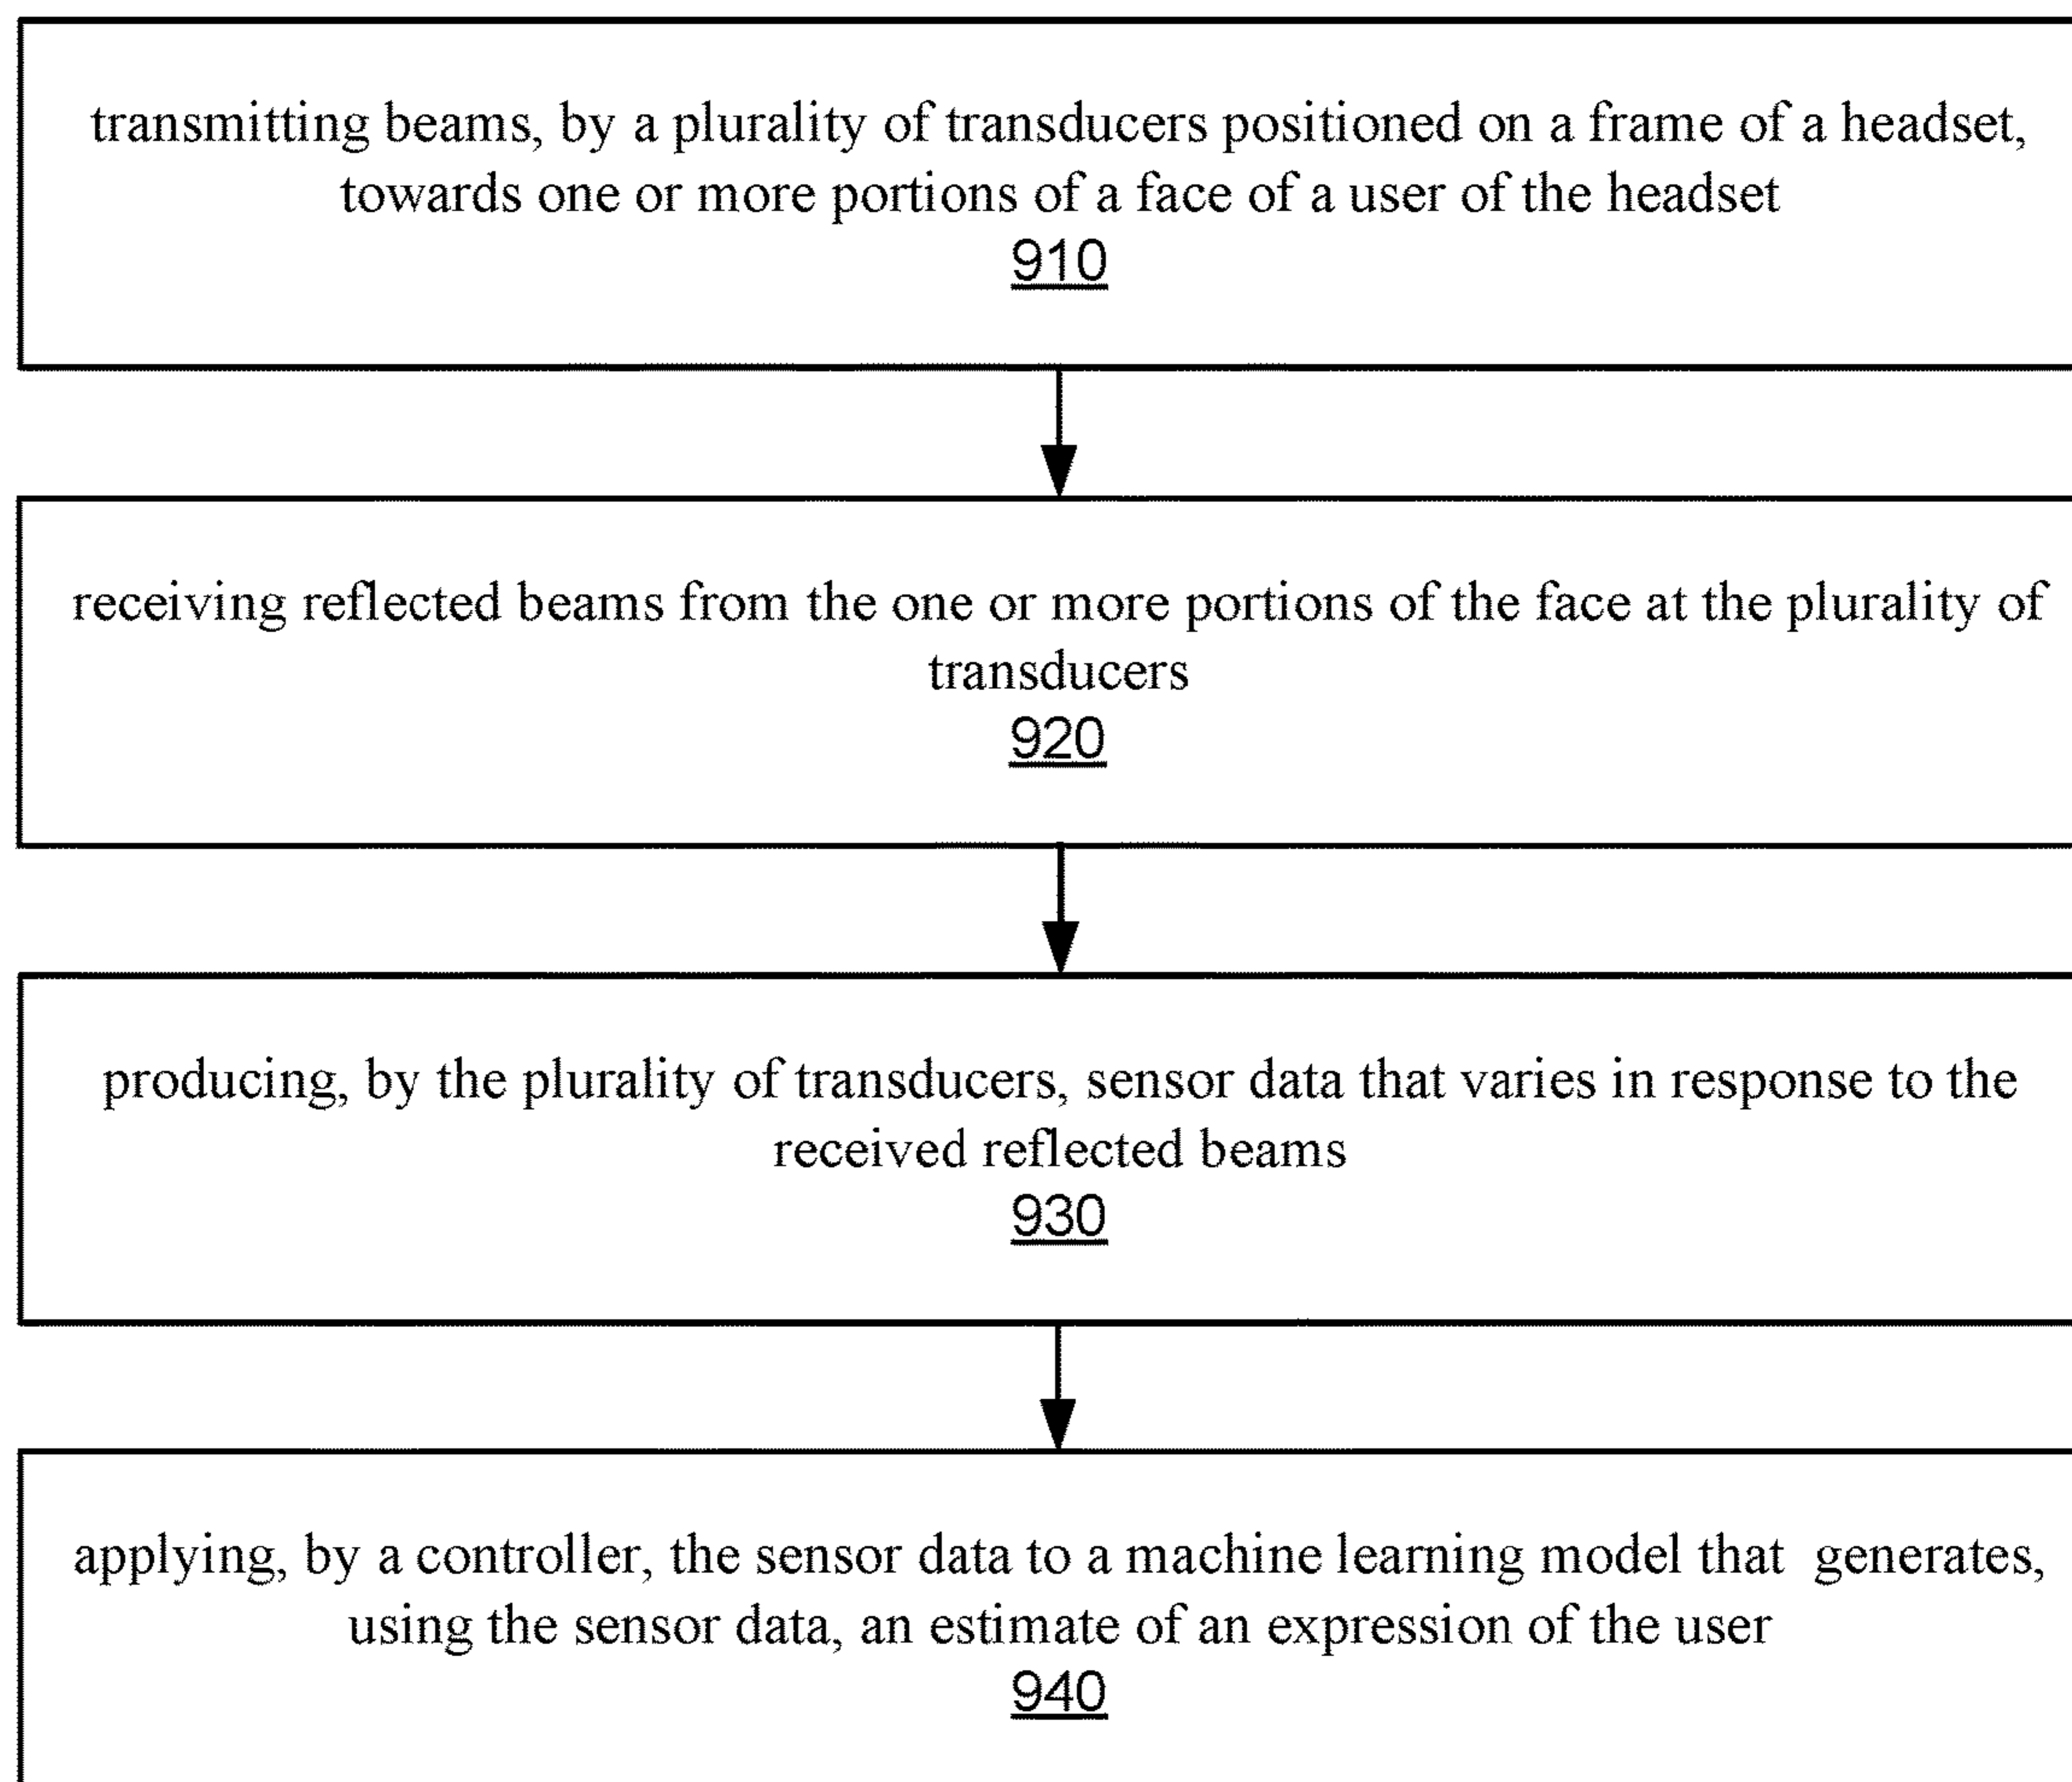 transmitting beams, by a plurality of transducers positioned on a frame of a headset,
towards one or more portions of a face of a user of the headset
910
receiving reflected beams from the one or more portions of the face at the plurality of
transducers
920
producing, by the plurality of transducers, sensor data that varies in response to the
received reflected beams
930
applying, by a controller, the sensor data to a machine learning model that generates,
using the sensor data, an estimate of an expression of the user
940